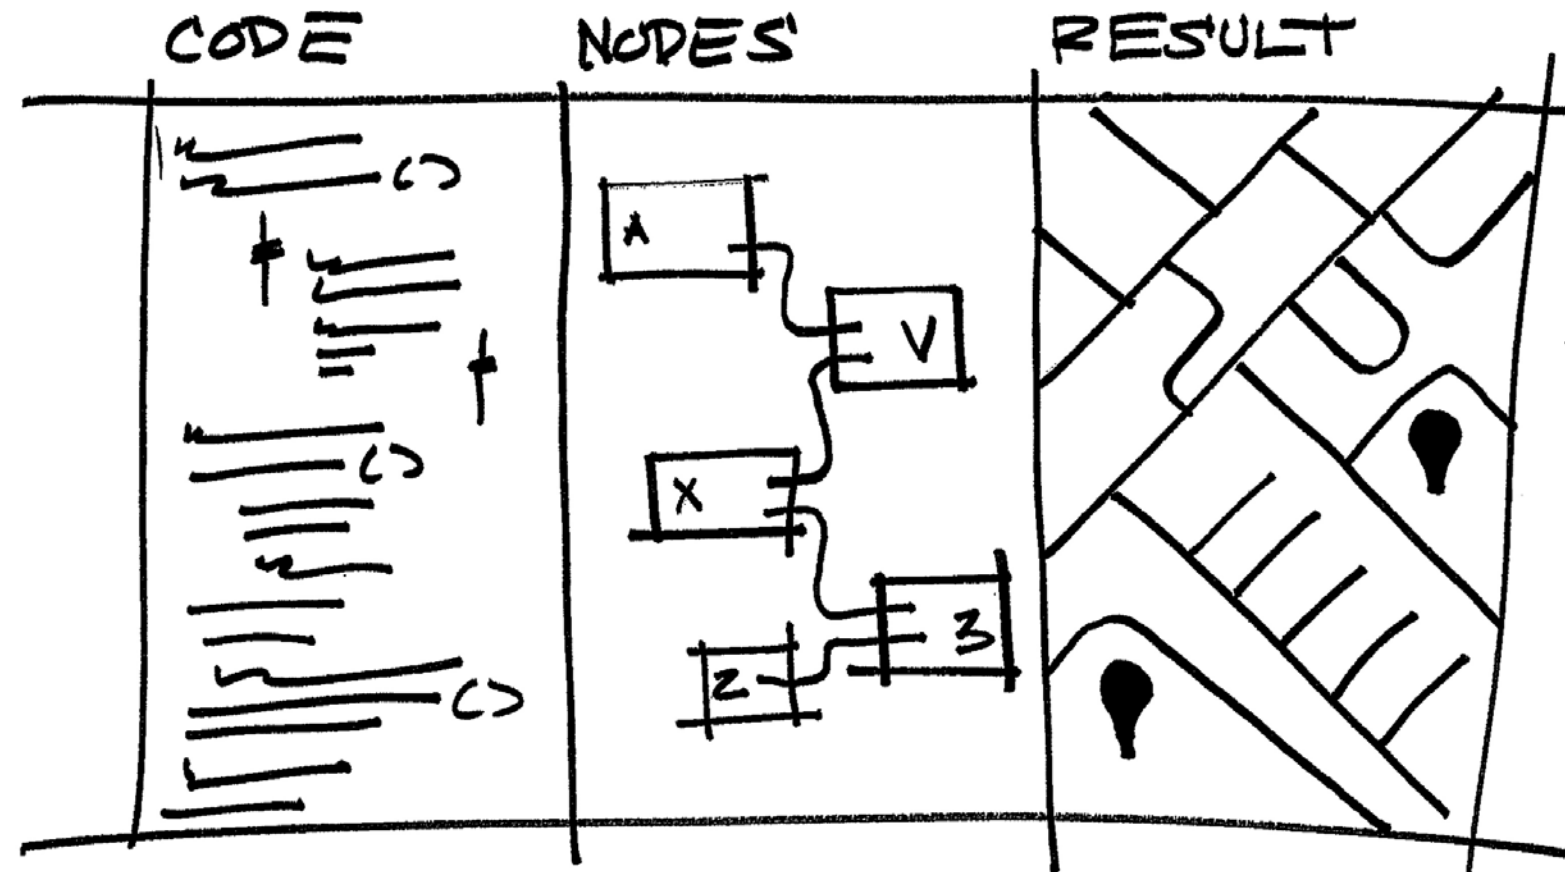 CODE NODES RESULT
()
A
V
()
X
3
Z
()